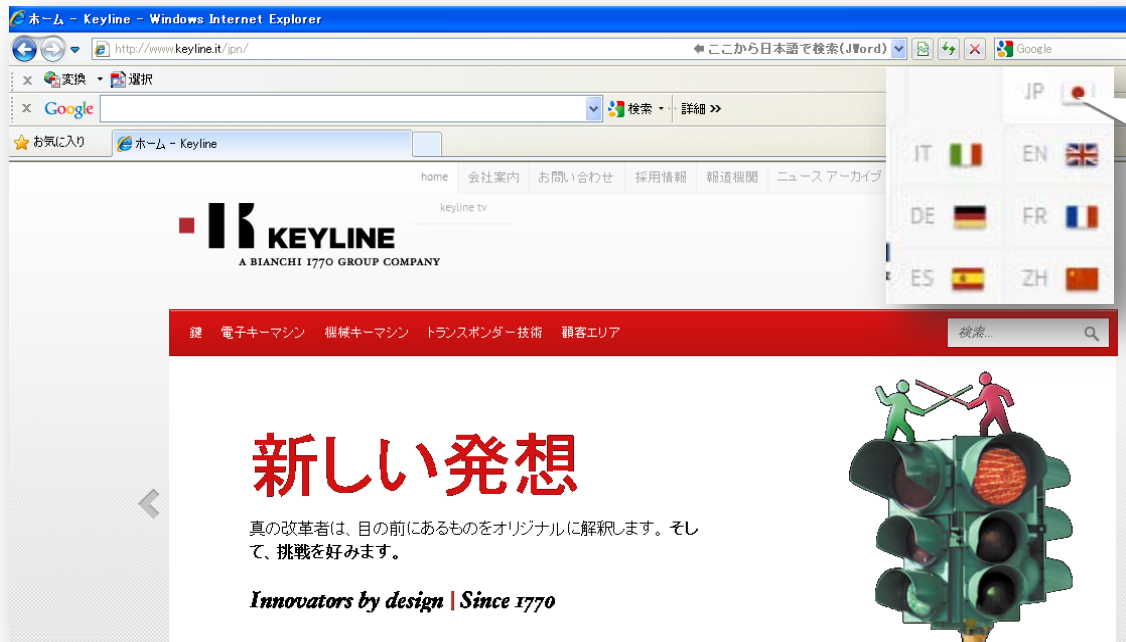 ホーム - Keyline - Windows Internet Explorer
http://www.keyline.it/jpn/
ここから日本語で検索(JWord)
Google
x 変換 選択
x Google 検索 詳細 >>
お気に入り ホーム - Keyline
JP
IT EN
DE FR
ES ZH
home 会社案内 お問い合わせ 採用情報 報道機関 ニュース アーカイブ
keyline tv
KEYLINE
A BIANCHI 1770 GROUP COMPANY
鍵 電子キーマシン 機械キーマシン トランスポンダー技術 顧客エリア 検索...
新しい発想
真の改革者は、目の前にあるものをオリジナルに解釈します。そし
て、挑戦を好みます。
Innovators by design | Since 1770